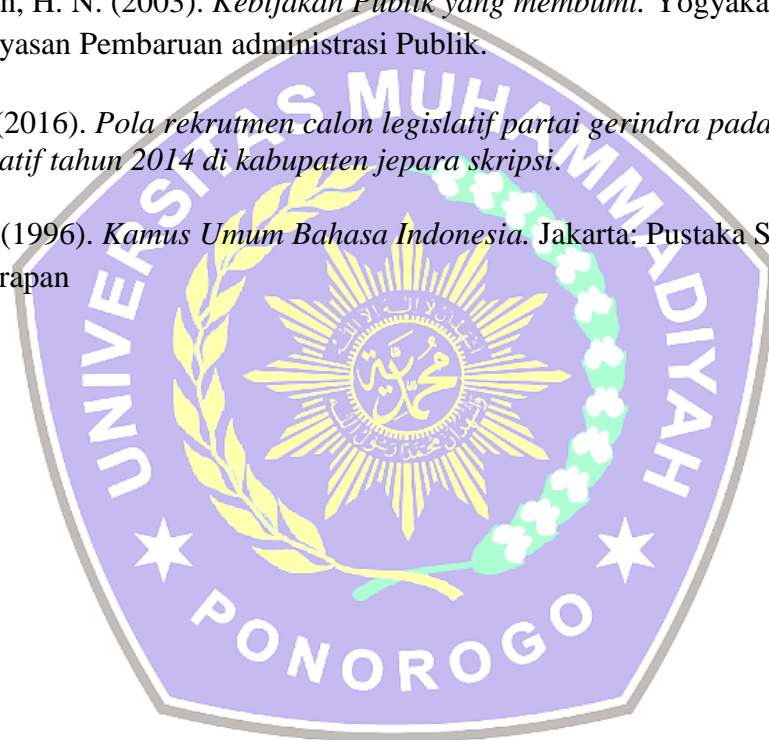 n, H. N. (2003). Kebijakan Publik yang membumi. Yogyaka
yasan Pembaruan administrasi Publik.
(2016). Pola rekrutmen calon legislatif partai gerindra pada
atif tahun 2014 di kabupaten jepara skripsi.
(1996). Kamus Umum Bahasa Indonesia. Jakarta: Pustaka S
rapan
UNIVERSITAS MUHAMMADIYAH
محمدية
PONOROGO